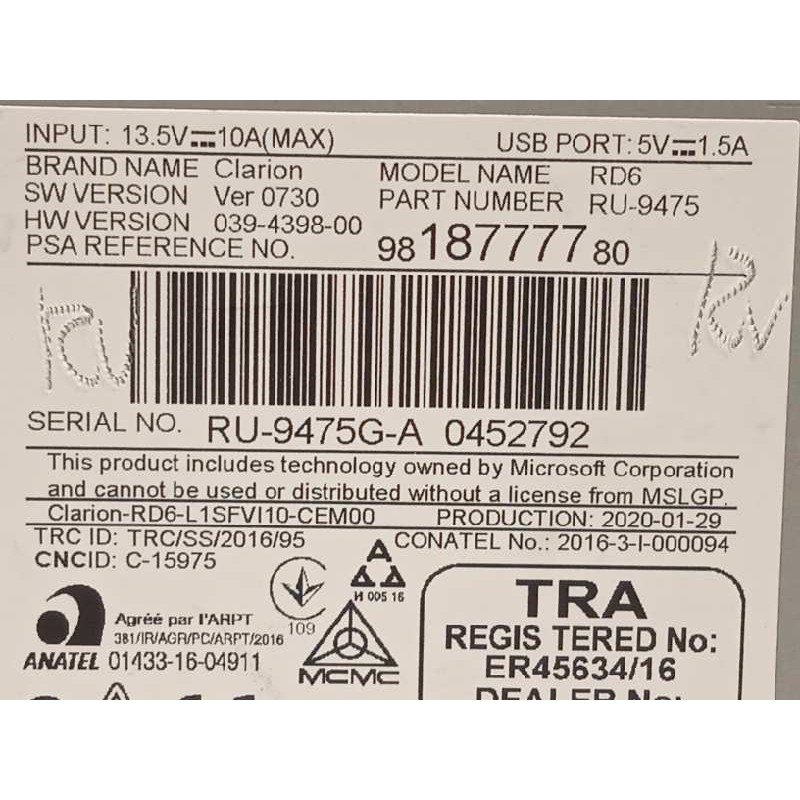 INPUT: 13.5V⎓10A(MAX) USB PORT: 5V⎓1.5A
BRAND NAME Clarion MODEL NAME RD6
SW VERSION Ver 0730 PART NUMBER RU-9475
HW VERSION 039-4398-00
PSA REFERENCE NO. 98 187777 80
SERIAL NO. RU-9475G-A 0452792
This product includes technology owned by Microsoft Corporation
and cannot be used or distributed without a license from MSLGP.
Clarion-RD6-L1SFVI10-CEM00 PRODUCTION: 2020-01-29
TRC ID: TRC/SS/2016/95 CONATEL No.: 2016-3-I-000094
CNCID: C-15975
И 005 16
109
Agréé par l'ARPT
381/IR/AGR/PC/ARPT/2016
ANATEL 01433-16-04911
MCMC
TRA
REGIS TERED No:
ER45634/16
DEALER No: